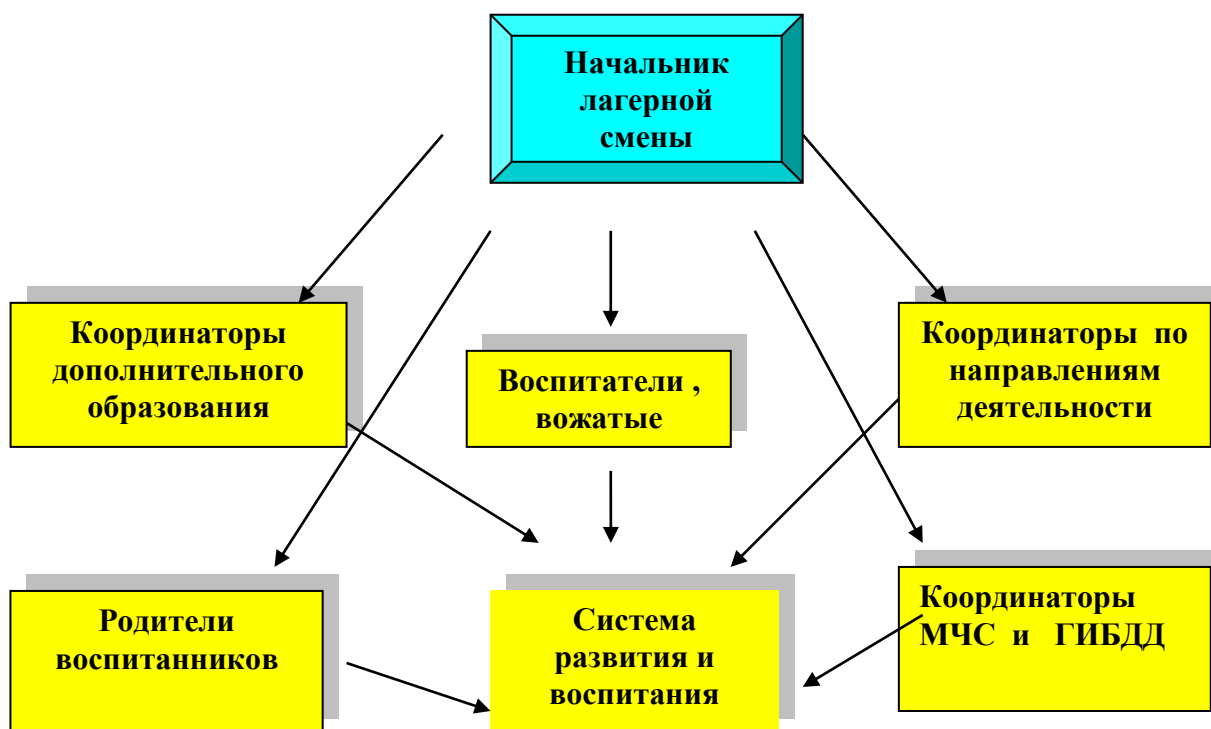 Начальник
лагерной
смены
Координаторы
дополнительного
образования
Воспитатели ,
вожатые
Координаторы по
направлениям
деятельности
Родители
воспитанников
Система
развития и
воспитания
Координаторы
МЧС и ГИБДД